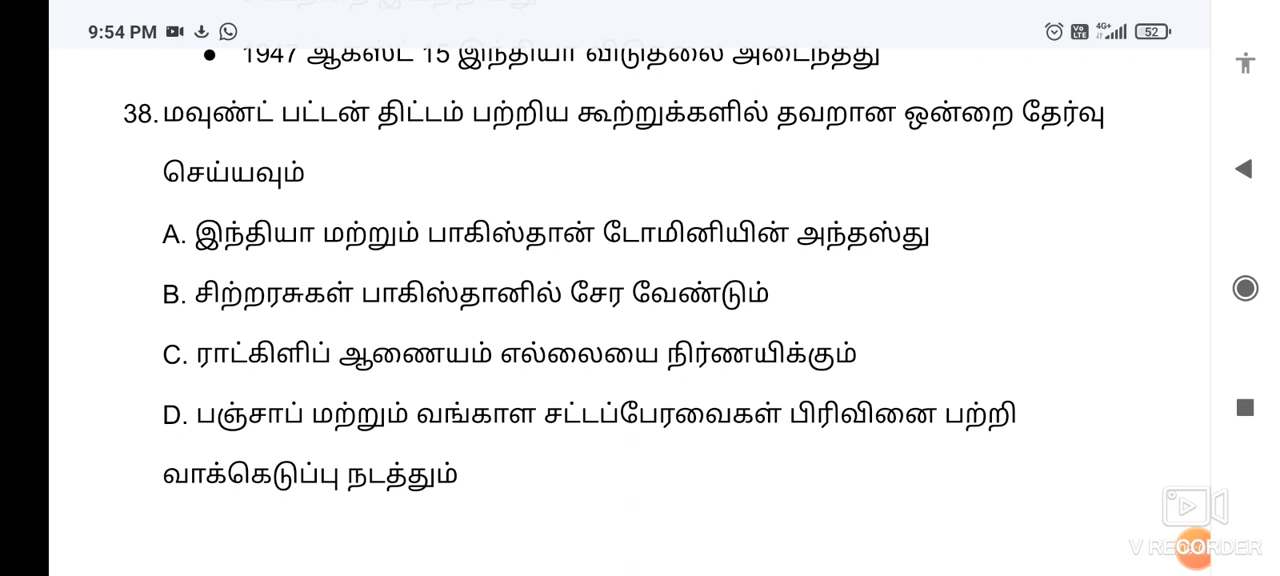 9:54 PM 4G+ 52
• 1947 ஆகஸ்ட் 15 இந்தியா விடுதலை அடைந்தது
38. மவுண்ட் பட்டன் திட்டம் பற்றிய கூற்றுக்களில் தவறான ஒன்றை தேர்வு
செய்யவும்
A. இந்தியா மற்றும் பாகிஸ்தான் டோமினியின் அந்தஸ்து
B. சிற்றரசுகள் பாகிஸ்தானில் சேர வேண்டும்
C. ராட்கிளிப் ஆணையம் எல்லையை நிர்ணயிக்கும்
D. பஞ்சாப் மற்றும் வங்காள சட்டப்பேரவைகள் பிரிவினை பற்றி
வாக்கெடுப்பு நடத்தும்
V RECORDER